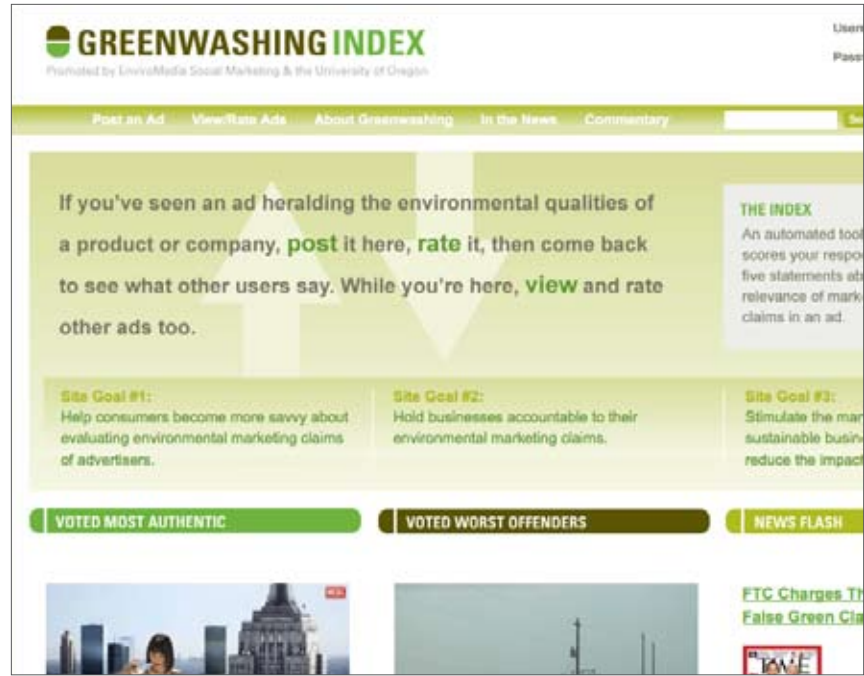 GREENWASHING INDEX
Promoted by EnviroMedia Social Marketing & the University of Oregon
Post an Ad View/Rate Ads About Greenwashing In the News Commentary
If you've seen an ad heralding the environmental qualities of
a product or company, post it here, rate it, then come back
to see what other users say. While you're here, view and rate
other ads too.
THE INDEX
An automated tool
scores your
five statements
relevance of
claims in an ad.
Site Goal #1:
Help consumers become more savvy about
evaluating environmental marketing claims
of advertisers.
Site Goal #2:
Hold businesses accountable to their
environmental marketing claims.
Site Goal #3:
Stimulate the
sustainable
reduce the impact
VOTED MOST AUTHENTIC
VOTED WORST OFFENDERS
NEWS FLASH
FTC Charges
False Green
TIME